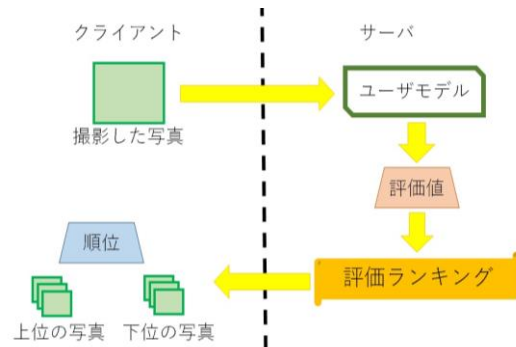 クライアント
サーバ
ユーザモデル
撮影した写真
評価値
順位
評価ランキング
上位の写真
下位の写真